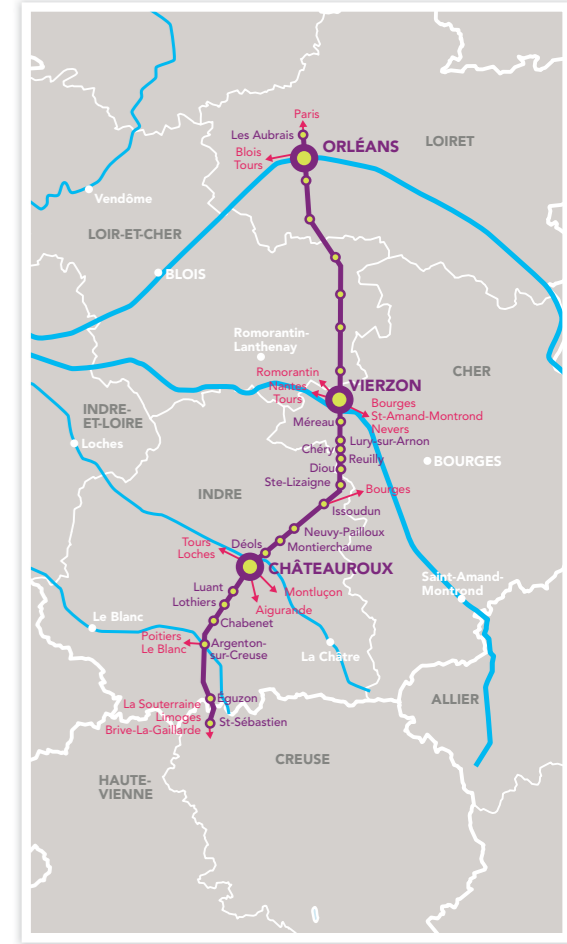 Paris
Les Aubrais
ORLÉANS
LOIRET
Blois
Tours
Vendôme
LOIR-ET-CHER
BLOIS
Romorantin-
Lanthenay
Romorantin
Nantes
Tours
VIERZON
CHER
Bourges
St-Amand-Montrond
Nevers
INDRE-
ET-LOIRE
Loches
Méreau
Lury-sur-Arnon
Chéry
Reuilly
Diou
BOURGES
Ste-Lizaigne
INDRE
Bourges
Issoudun
Neuvy-Pailloux
Déols
Montierchaume
Tours
Loches
CHÂTEAUROUX
Saint-Amand-
Montrond
Luant
Montluçon
Lothiers
Aigurande
Le Blanc
Chabenet
Poitiers
Le Blanc
Argenton-
sur-Creuse
La Châtre
La Souterraine
Limoges
Brive-La-Gaillarde
Éguzon
St-Sébastien
ALLIER
CREUSE
HAUTE-
VIENNE